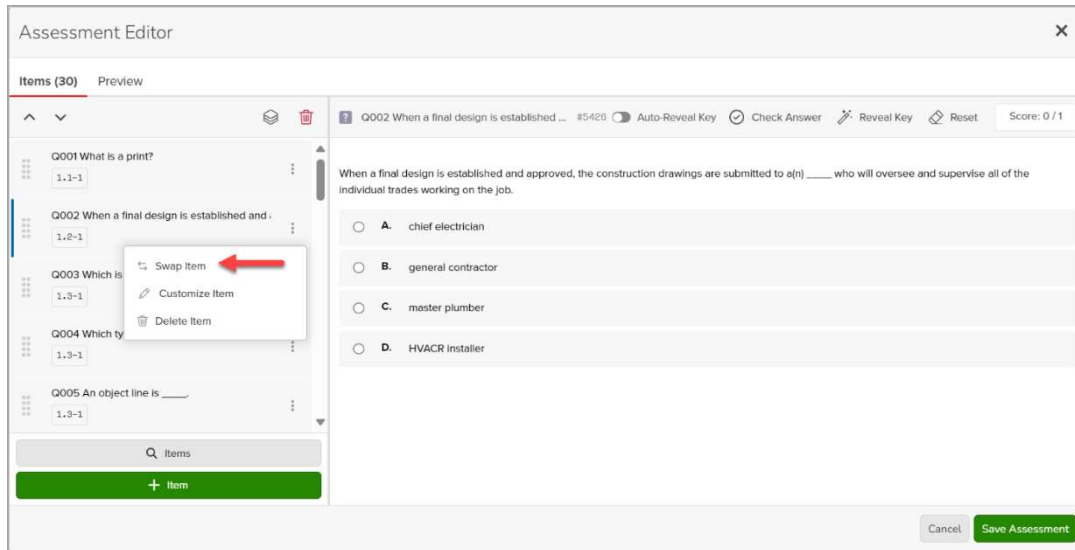 Assessment Editor
Items (30) Preview
Q002 When a final design is established ... #5426 Auto-Reveal Key Check Answer Reveal Key Reset Score: 0 / 1
Q001 What is a print?
1.1-1
Q002 When a final design is established and
1.2-1
Swap Item
Customize Item
Delete Item
Q003 Which is
1.3-1
Q004 Which ty
1.3-1
Q005 An object line is _____.
1.3-1
Items
+ Item
When a final design is established and approved, the construction drawings are submitted to a(n) ____ who will oversee and supervise all of the
individual trades working on the job.
A. chief electrician
B. general contractor
C. master plumber
D. HVACR installer
Cancel Save Assessment